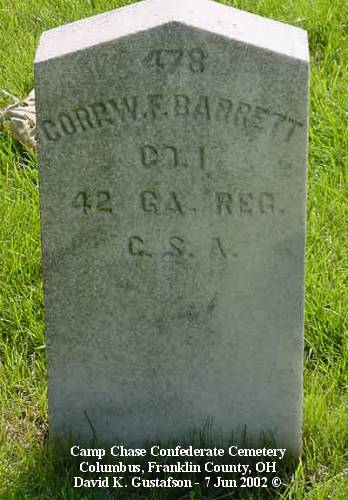 478
CORP. W. F. BARRETT
CO. I
42 GA. REG.
C. S. A.
Camp Chase Confederate Cemetery
Columbus, Franklin County, OH
David K. Gustafson - 7 Jun 2002 ©